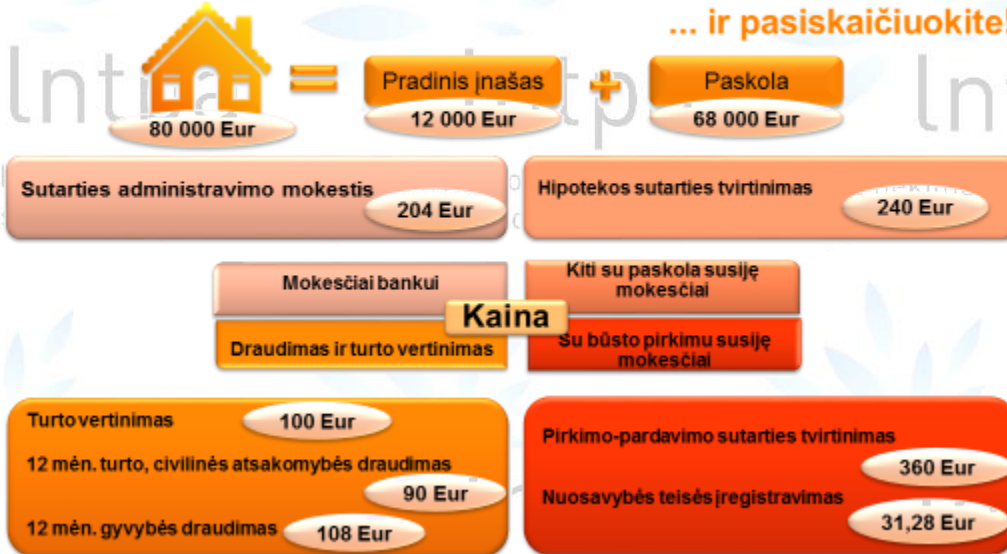 ... ir pasiskaičiuokite!
=
Pradinis įnašas
+
Paskola
80 000 Eur
12 000 Eur
68 000 Eur
Sutarties administravimo mokestis
204 Eur
Hipotekos sutarties tvirtinimas
240 Eur
Mokesčiai bankui
Kiti su paskola susiję
mokesčiai
Kaina
Draudimas ir turto vertinimas
Su būsto pirkimu susiję
mokesčiai
Turto vertinimas
100 Eur
12 mėn. turto, civilinės atsakomybės draudimas
90 Eur
12 mėn. gyvybės draudimas
108 Eur
Pirkimo-pardavimo sutarties tvirtinimas
360 Eur
Nuosavybės teisės įregistravimas
31,28 Eur